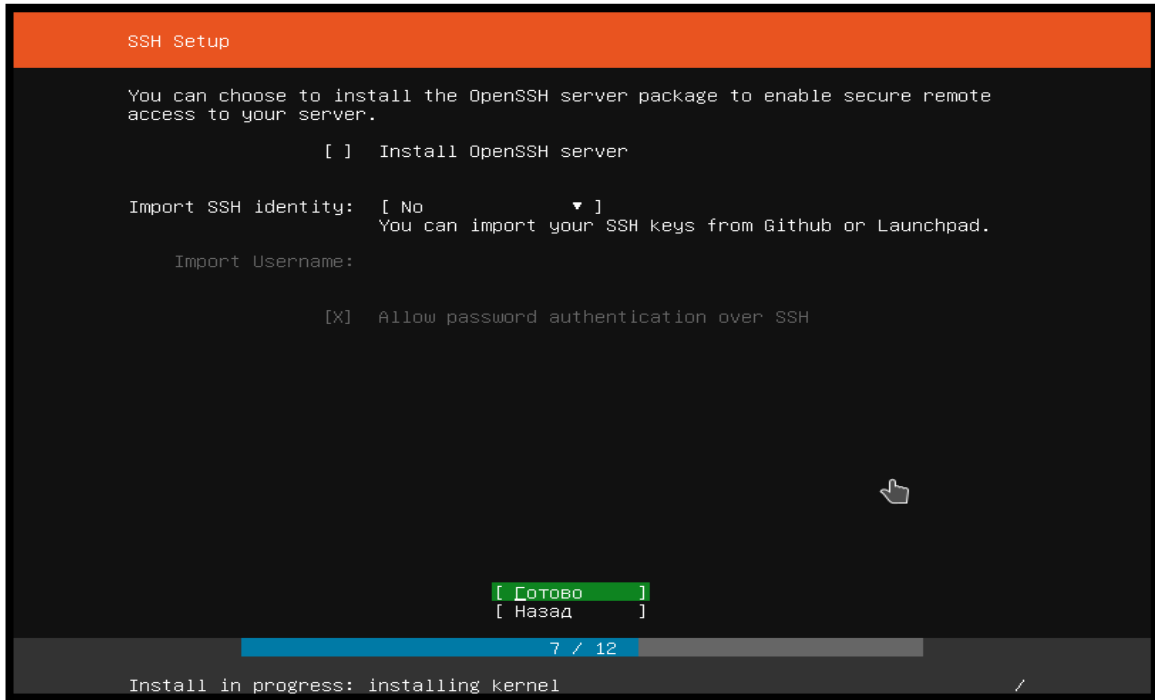 SSH Setup
You can choose to install the OpenSSH server package to enable secure remote
access to your server.
[ ] Install OpenSSH server
Import SSH identity: [ No ▾ ]
You can import your SSH keys from Github or Launchpad.
Import Username:
[X] Allow password authentication over SSH
[ Готово ]
[ Назад ]
7 / 12
Install in progress: installing kernel /